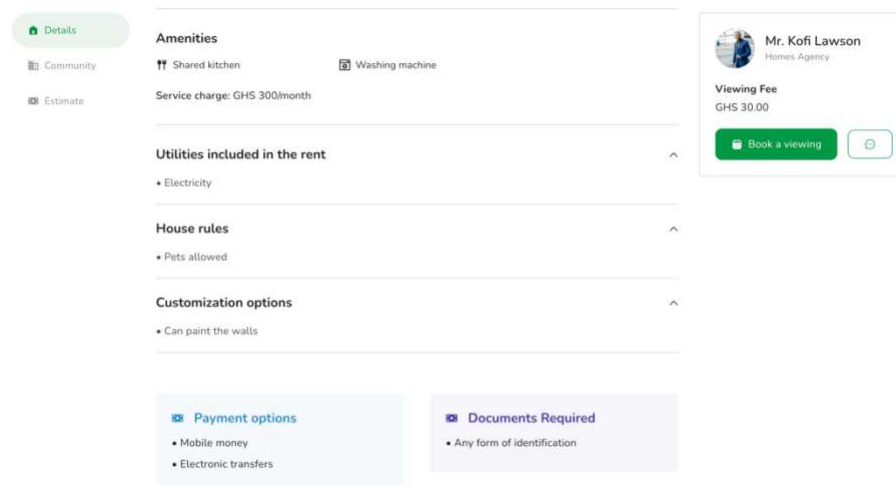 Details
Community
Estimate
Amenities
Shared kitchen
Washing machine
Service charge: GHS 300/month
Utilities included in the rent
• Electricity
House rules
• Pets allowed
Customization options
• Can paint the walls
Payment options
• Mobile money
• Electronic transfers
Documents Required
• Any form of identification
Mr. Kofi Lawson
Homes Agency
Viewing Fee
GHS 30.00
Book a viewing